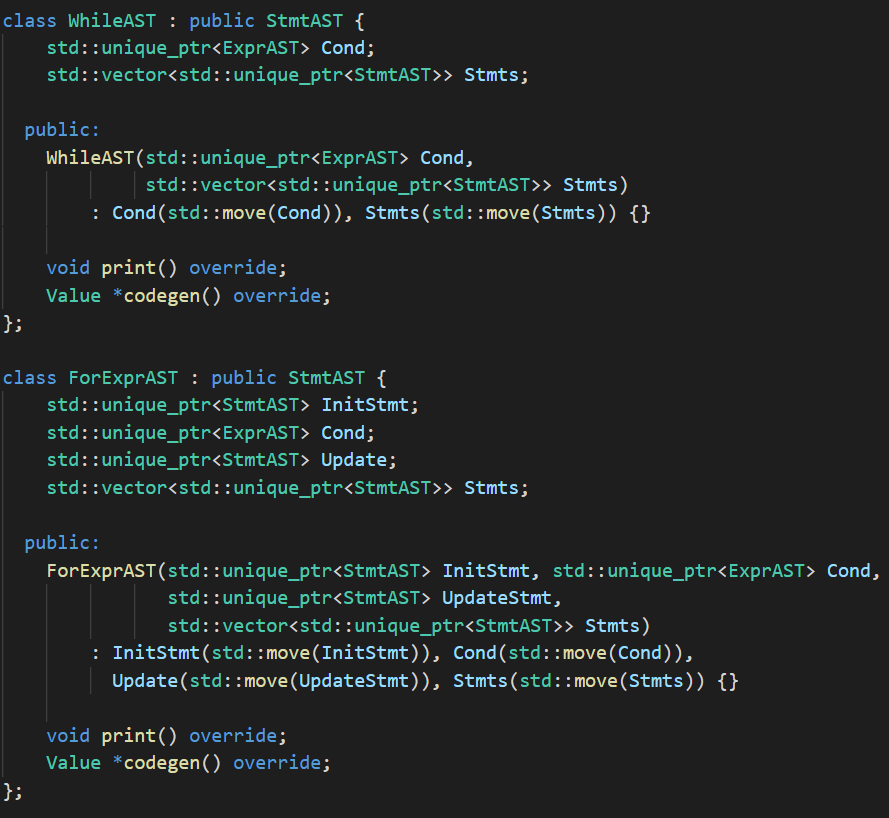 class WhileAST : public StmtAST {
    std::unique_ptr<ExprAST> Cond;
    std::vector<std::unique_ptr<StmtAST>> Stmts;

  public:
    WhileAST(std::unique_ptr<ExprAST> Cond,
             std::vector<std::unique_ptr<StmtAST>> Stmts)
        : Cond(std::move(Cond)), Stmts(std::move(Stmts)) {}

    void print() override;
    Value *codegen() override;
};

class ForExprAST : public StmtAST {
    std::unique_ptr<StmtAST> InitStmt;
    std::unique_ptr<ExprAST> Cond;
    std::unique_ptr<StmtAST> Update;
    std::vector<std::unique_ptr<StmtAST>> Stmts;

  public:
    ForExprAST(std::unique_ptr<StmtAST> InitStmt, std::unique_ptr<ExprAST> Cond,
               std::unique_ptr<StmtAST> UpdateStmt,
               std::vector<std::unique_ptr<StmtAST>> Stmts)
        : InitStmt(std::move(InitStmt)), Cond(std::move(Cond)),
          Update(std::move(UpdateStmt)), Stmts(std::move(Stmts)) {}

    void print() override;
    Value *codegen() override;
};